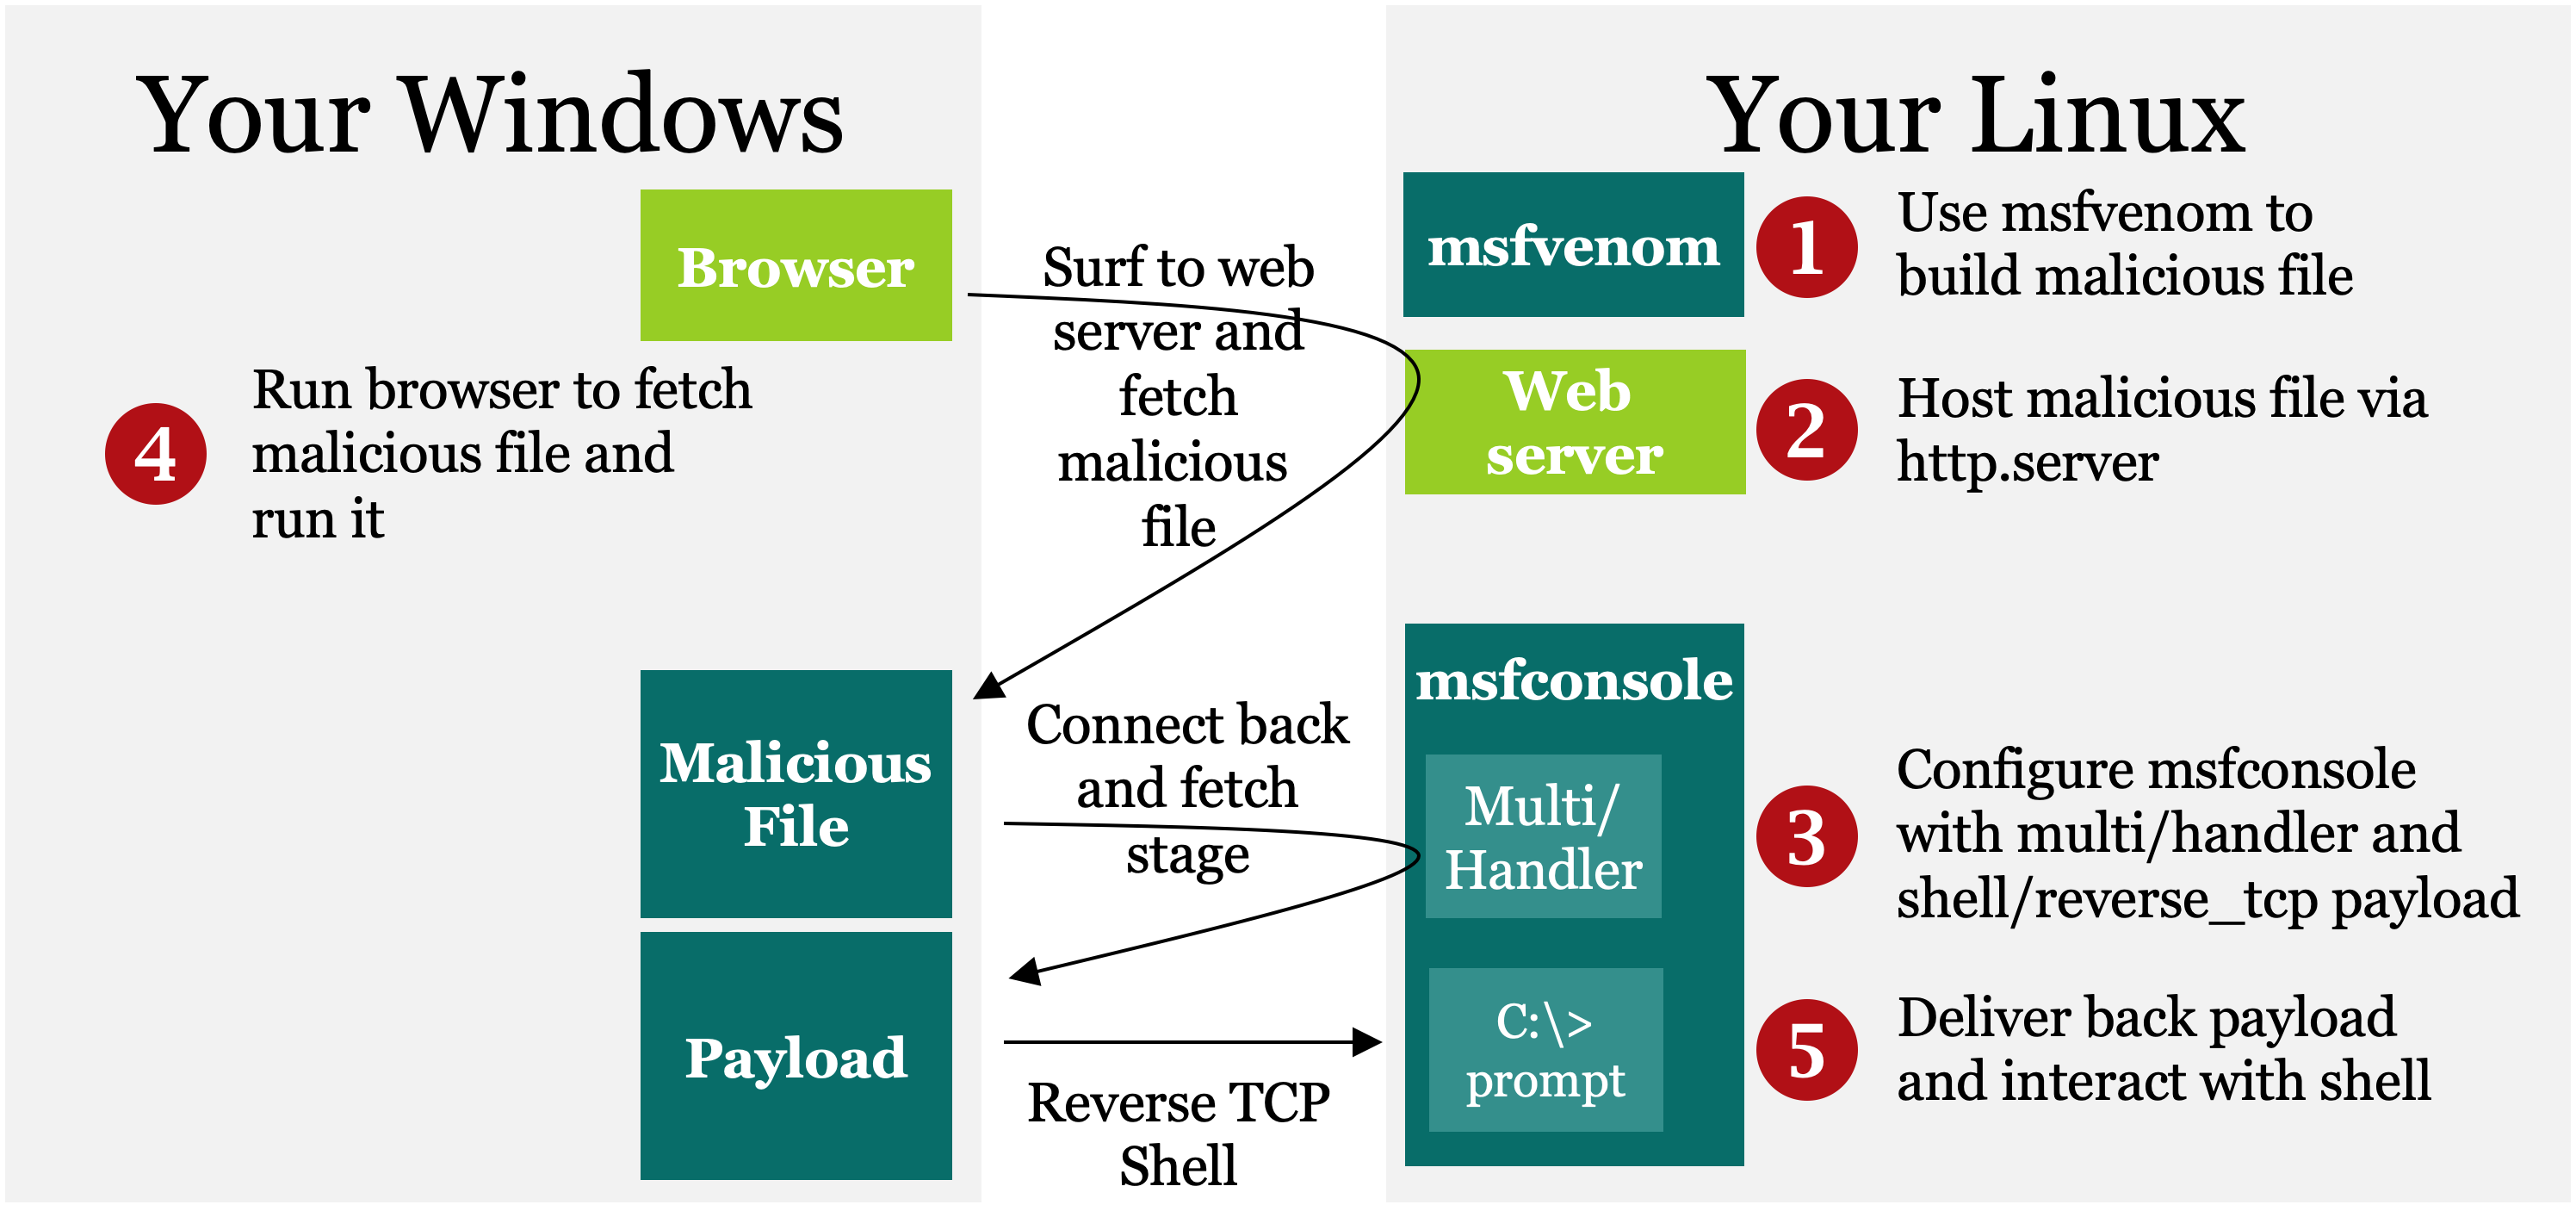 Your Windows
Your Linux
Browser
Surf to web
server and
fetch
malicious
file
msfvenom
1
Use msfvenom to
build malicious file
Web
server
2
Host malicious file via
http.server
4
Run browser to fetch
malicious file and
run it
Malicious
File
Connect back
and fetch
stage
msfconsole
Multi/
Handler
3
Configure msfconsole
with multi/handler and
shell/reverse_tcp payload
Payload
Reverse TCP
Shell
C:\>
prompt
5
Deliver back payload
and interact with shell